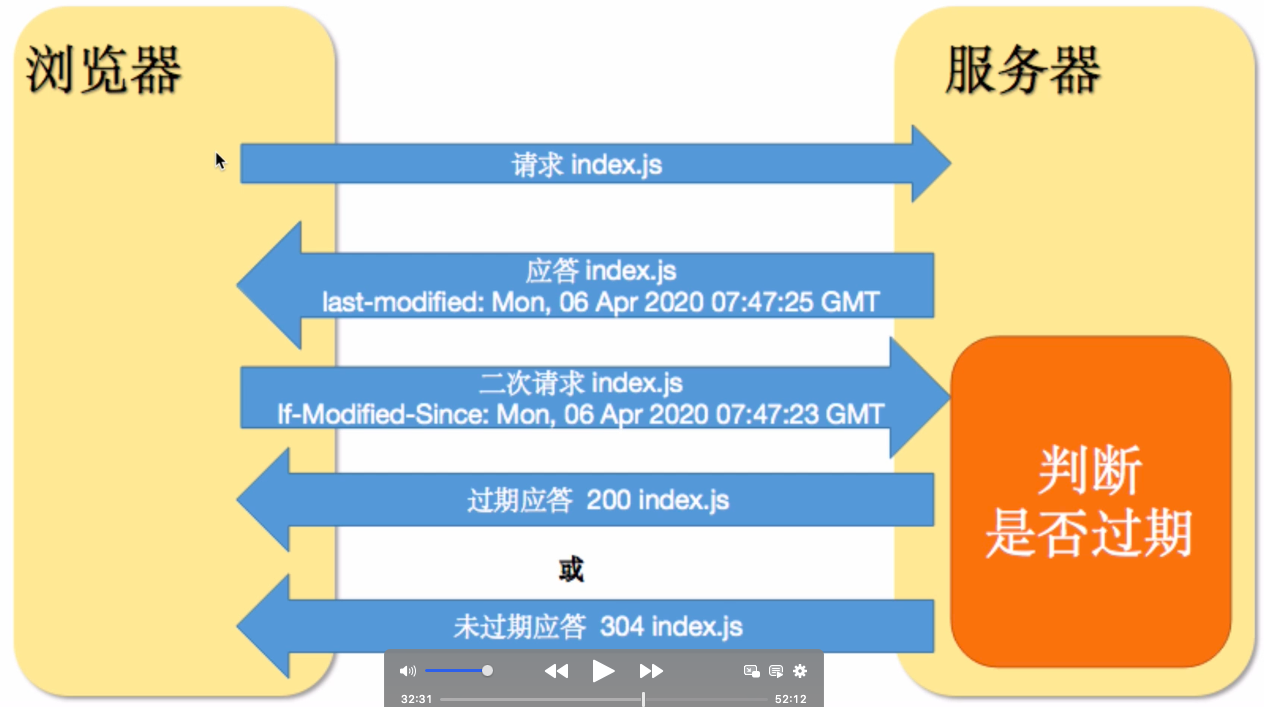 浏览器
服务器
请求 index.js
应答 index.js
last-modified: Mon, 06 Apr 2020 07:47:25 GMT
二次请求 index.js
If-Modified-Since: Mon, 06 Apr 2020 07:47:23 GMT
过期应答 200 index.js
判断
是否过期
或
未过期应答 304 index.js
32:31
52:12